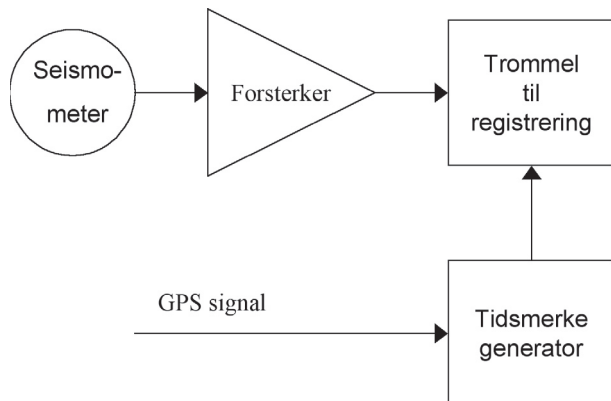 Seismo-
meter
Forsterker
Trommel
til
registrering
GPS signal
Tidsmerke
generator